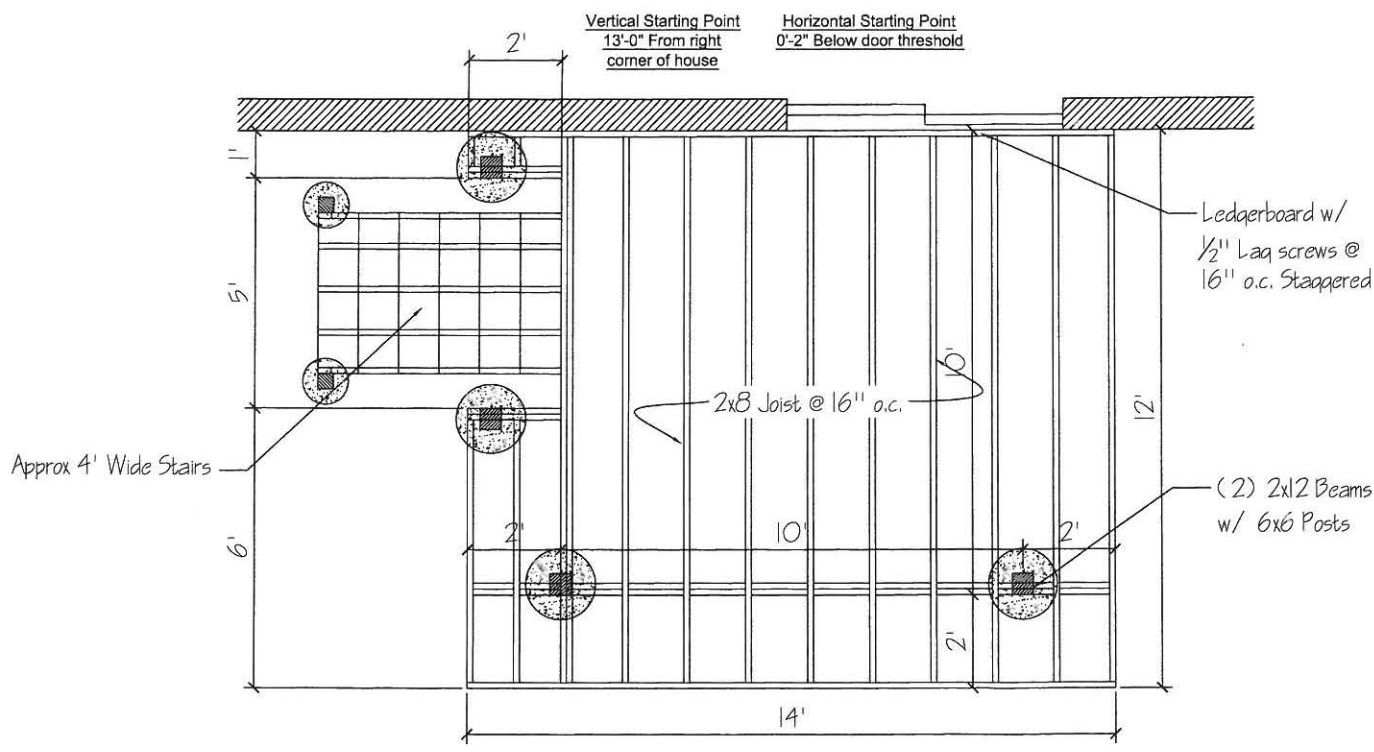 Vertical Starting Point
13'-0" From right
corner of house
Horizontal Starting Point
0'-2" Below door threshold
2'
1'
5'
6'
Ledgerboard w/
1/2" Lag screws @
16" o.c. Staggered
10'
2x8 Joist @ 16" o.c.
12'
Approx 4' Wide Stairs
(2) 2x12 Beams
w/ 6x6 Posts
2'
10'
2'
2'
14'